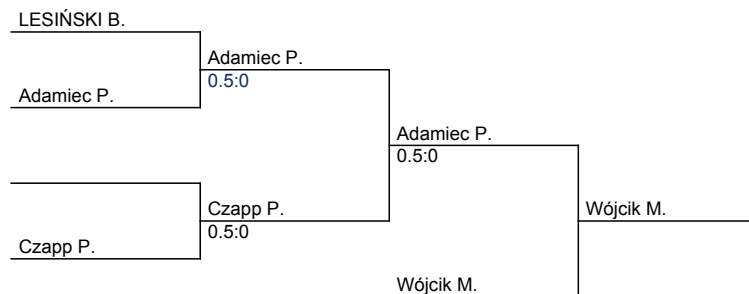 LESIŃSKI B.
Adamiec P.
0.5:0
Adamiec P.
Adamiec P.
0.5:0
Czapp P.
0.5:0
Wójcik M.
Czapp P.
Wójcik M.